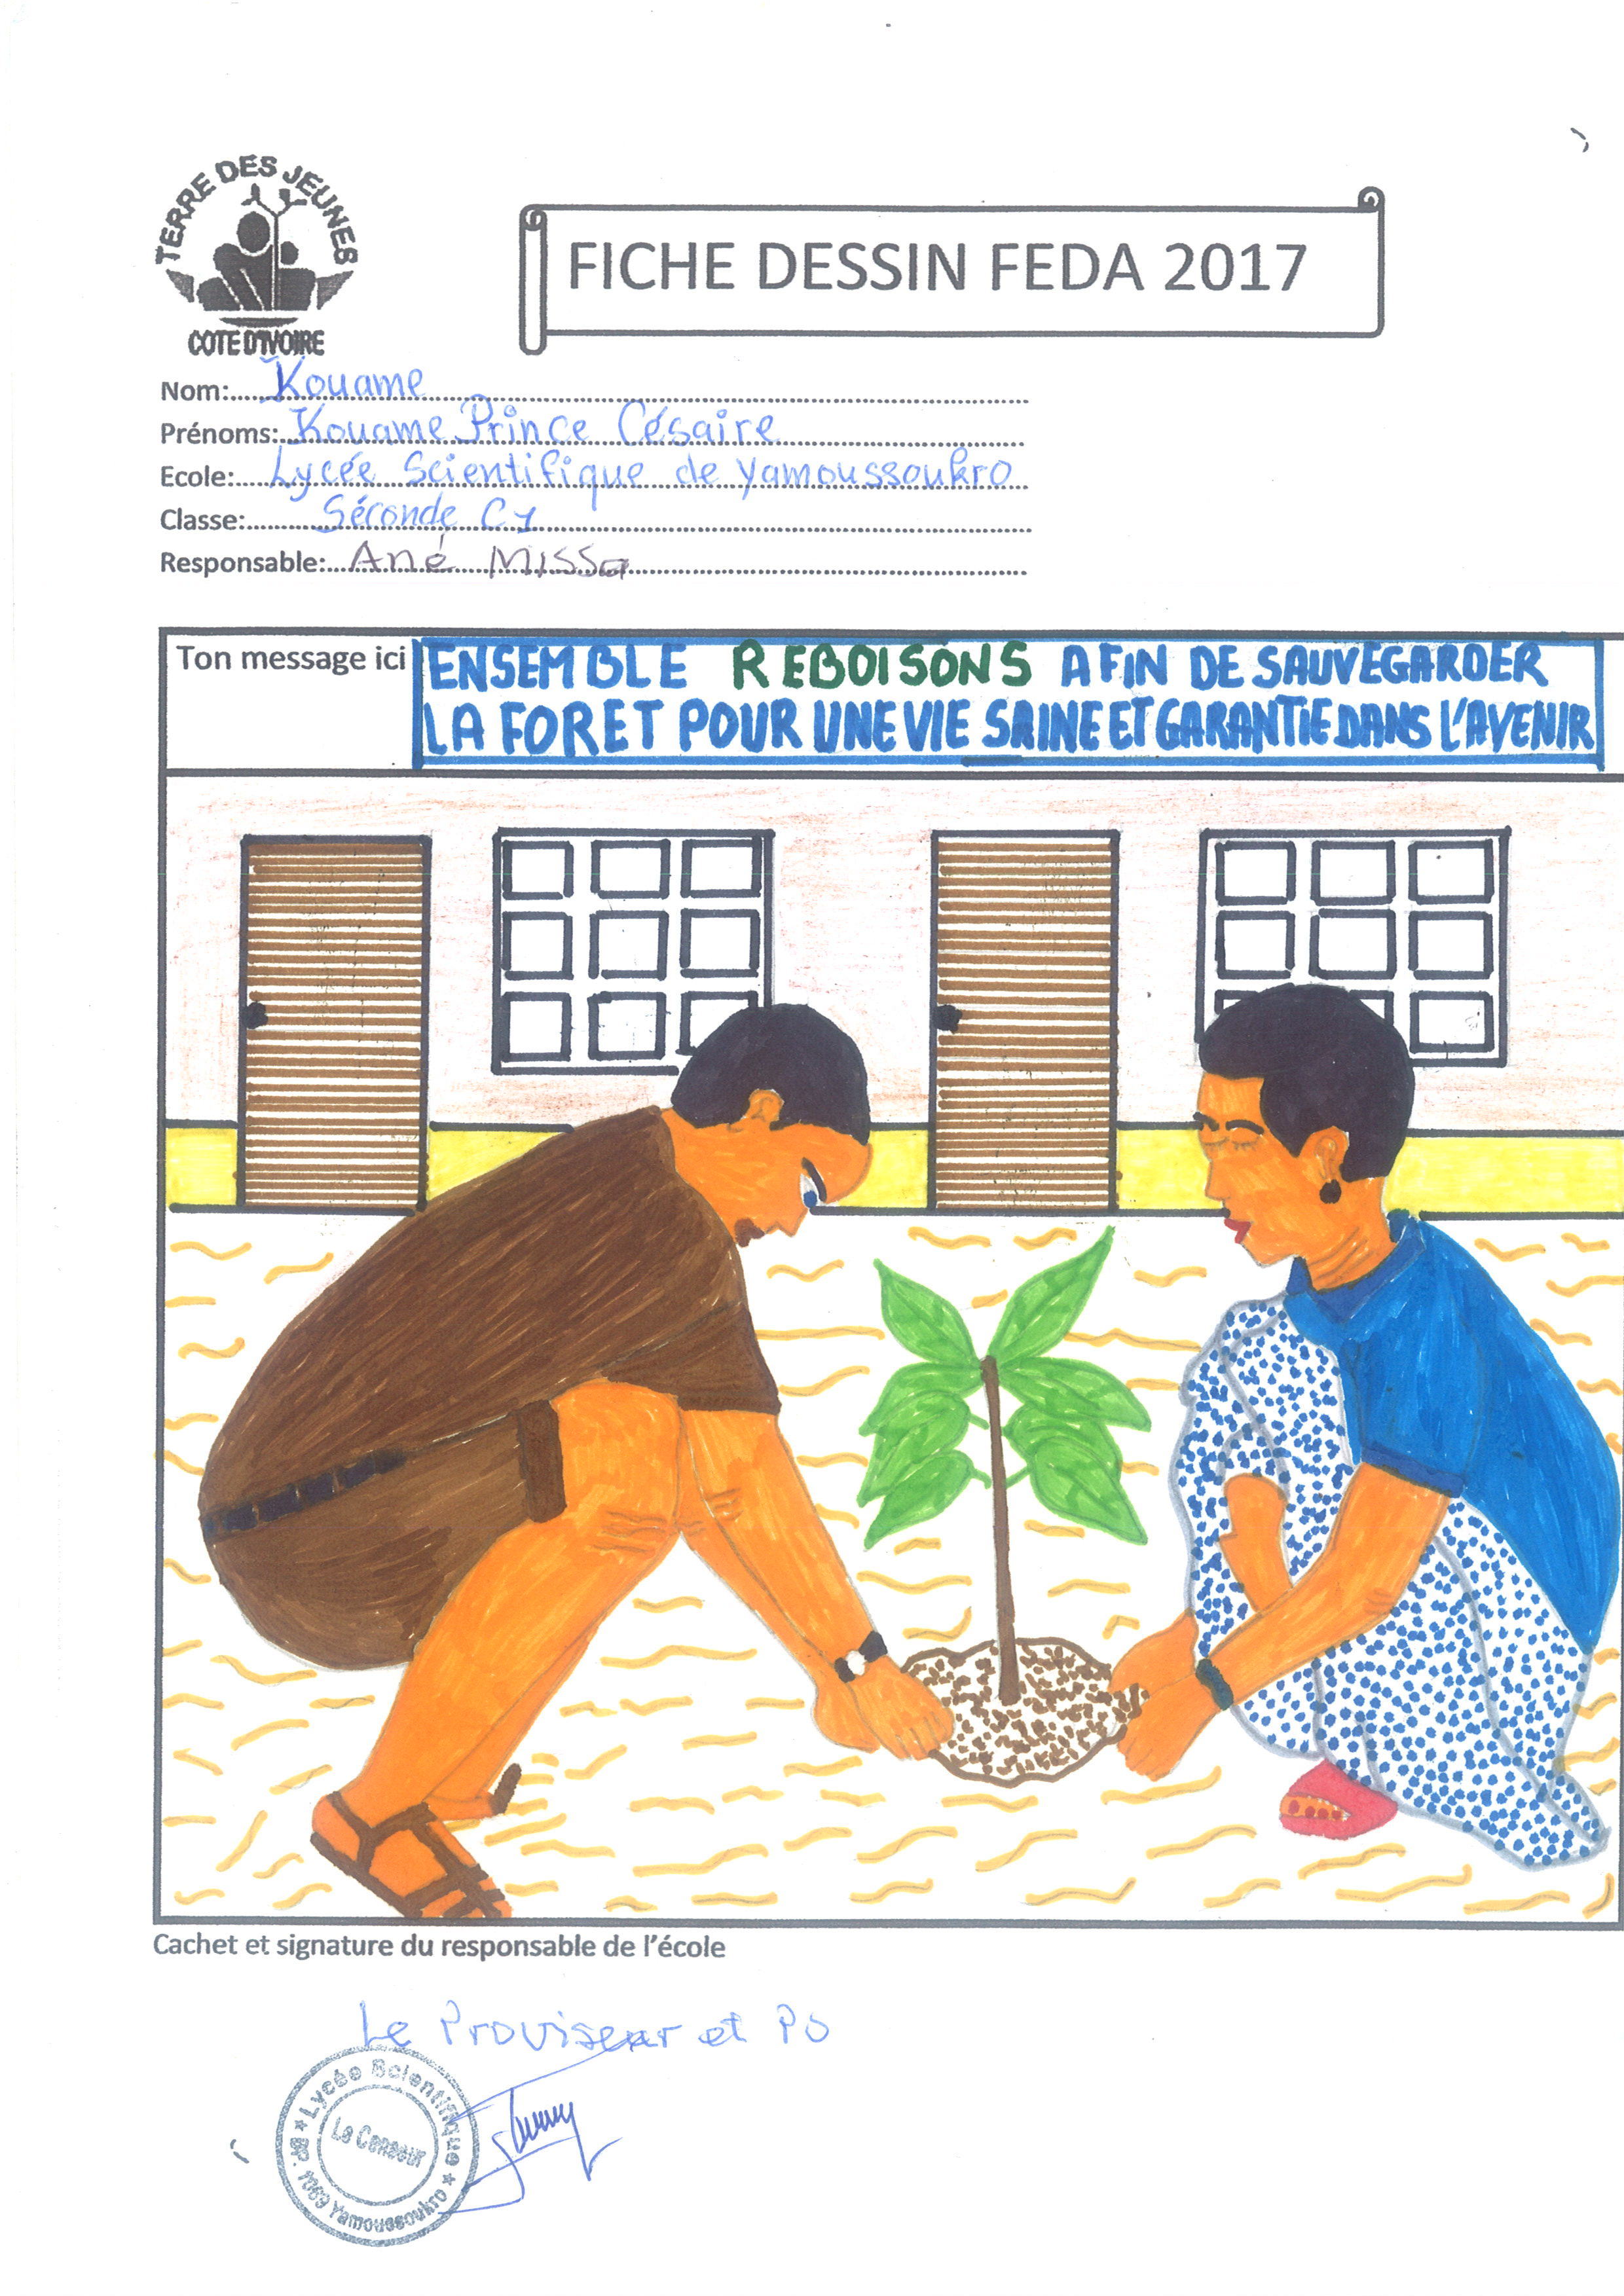 TERRE DES JEUNES
COTE D'IVOIRE
FICHE DESSIN FEDA 2017
Nom: Kouame
Prénoms: Kouame Prince Césaire
Ecole: Lycée Scientifique de Yamoussoukro
Classe: Séconde C1
Responsable: Ané Missa
Ton message ici
ENSEMBLE REBOISONS AFIN DE SAUVEGARDER
LA FORET POUR UNE VIE SAINE ET GARANTIE DANS L'AVENIR
Cachet et signature du responsable de l'école
Le Proviseur et PO
Lycée Scientifique
Le Censeur
BP. 1069 Yamoussoukro